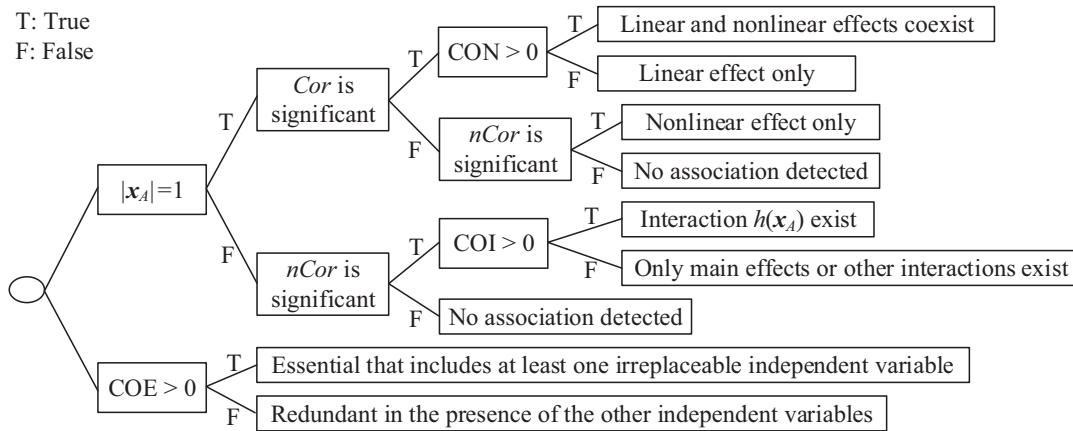 T: True
F: False
|x_A|=1
T
F
Cor is
significant
T
F
CON > 0
T
Linear and nonlinear effects coexist
F
Linear effect only
nCor is
significant
T
Nonlinear effect only
F
No association detected
nCor is
significant
T
F
COI > 0
T
Interaction h(x_A) exist
F
Only main effects or other interactions exist
No association detected
COE > 0
T
Essential that includes at least one irreplaceable independent variable
F
Redundant in the presence of the other independent variables